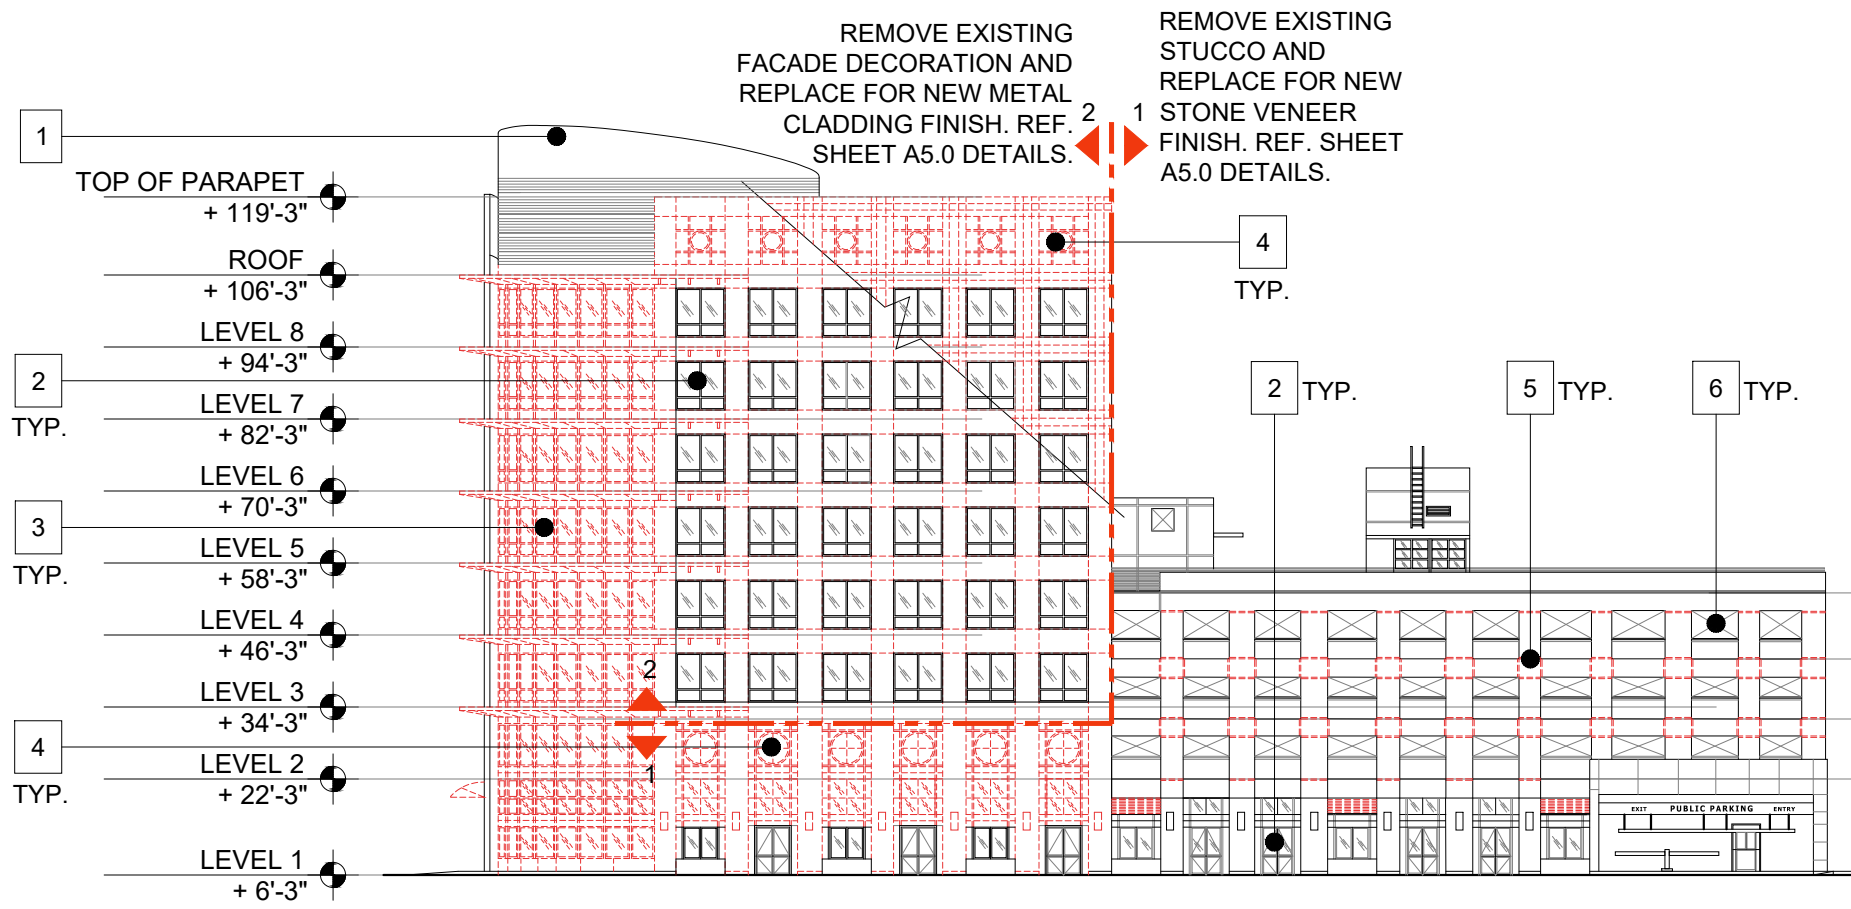 REMOVE EXISTING
FACADE DECORATION AND
REPLACE FOR NEW METAL
CLADDING FINISH. REF.
SHEET A5.0 DETAILS.
2
1
REMOVE EXISTING
STUCCO AND
REPLACE FOR NEW
STONE VENEER
FINISH. REF. SHEET
A5.0 DETAILS.
1
TOP OF PARAPET
+ 119'-3"
ROOF
+ 106'-3"
LEVEL 8
+ 94'-3"
2
TYP.
LEVEL 7
+ 82'-3"
LEVEL 6
+ 70'-3"
3
TYP.
LEVEL 5
+ 58'-3"
LEVEL 4
+ 46'-3"
LEVEL 3
+ 34'-3"
4
TYP.
LEVEL 2
+ 22'-3"
LEVEL 1
+ 6'-3"
2
1
4
TYP.
2 TYP.
5 TYP.
6 TYP.
EXIT PUBLIC PARKING ENTRY